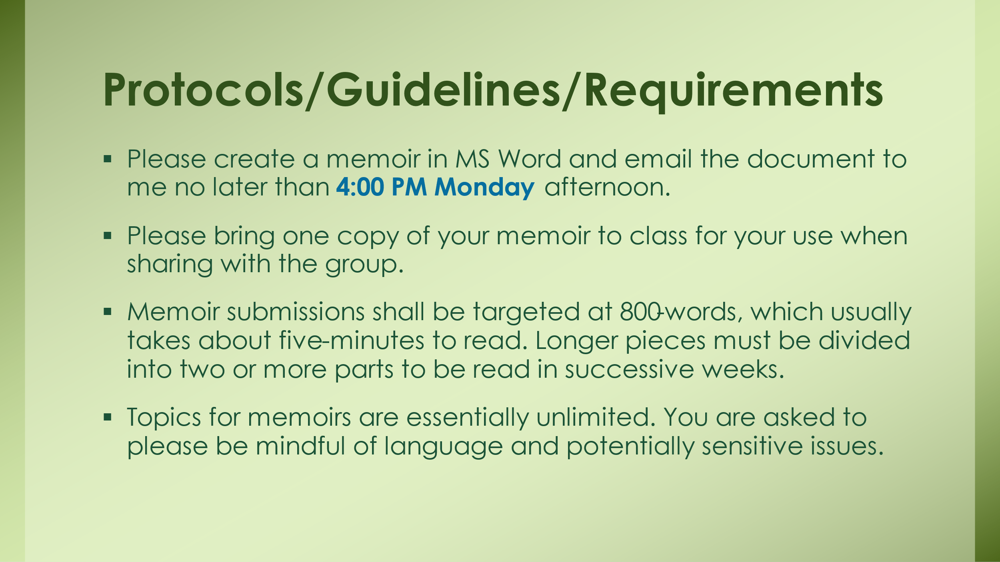 Protocols/Guidelines/Requirements
▪ Please create a memoir in MS Word and email the document to
me no later than 4:00 PM Monday afternoon.
▪ Please bring one copy of your memoir to class for your use when
sharing with the group.
▪ Memoir submissions shall be targeted at 800-words, which usually
takes about five-minutes to read. Longer pieces must be divided
into two or more parts to be read in successive weeks.
▪ Topics for memoirs are essentially unlimited. You are asked to
please be mindful of language and potentially sensitive issues.